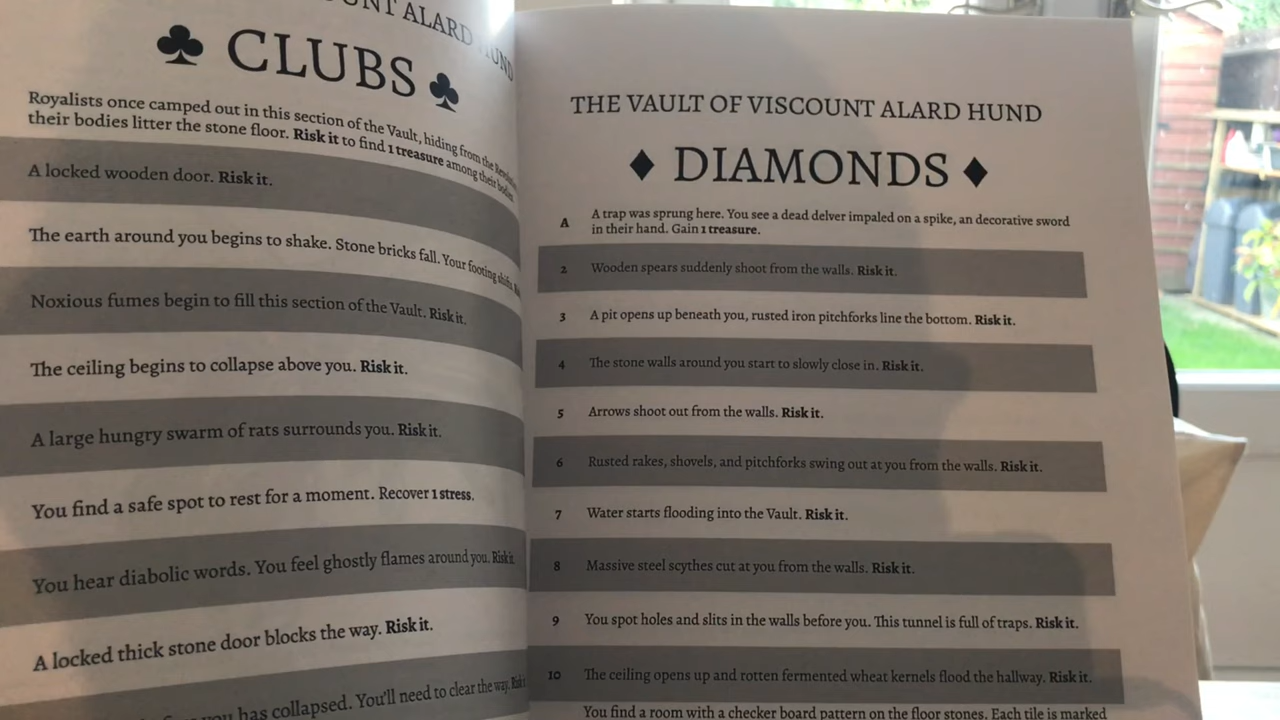 COUNT ALARD HUND
♣ CLUBS ♣
Royalists once camped out in this section of the Vault, hiding from the
their bodies litter the stone floor. Risk it to find 1 treasure among their bodies.
A locked wooden door. Risk it.
The earth around you begins to shake. Stone bricks fall. Your footing shifts.
Noxious fumes begin to fill this section of the Vault. Risk it.
The ceiling begins to collapse above you. Risk it.
A large hungry swarm of rats surrounds you. Risk it.
You find a safe spot to rest for a moment. Recover 1 stress.
You hear diabolic words. You feel ghostly flames around you. Risk it.
A locked thick stone door blocks the way. Risk it.
you has collapsed. You'll need to clear the way. Risk it
THE VAULT OF VISCOUNT ALARD HUND
♦ DIAMONDS ♦
A A trap was sprung here. You see a dead delver impaled on a spike, an decorative sword
in their hand. Gain 1 treasure.
2 Wooden spears suddenly shoot from the walls. Risk it.
3 A pit opens up beneath you, rusted iron pitchforks line the bottom. Risk it.
4 The stone walls around you start to slowly close in. Risk it.
5 Arrows shoot out from the walls. Risk it.
6 Rusted rakes, shovels, and pitchforks swing out at you from the walls. Risk it.
7 Water starts flooding into the Vault. Risk it.
8 Massive steel scythes cut at you from the walls. Risk it.
9 You spot holes and slits in the walls before you. This tunnel is full of traps. Risk it.
10 The ceiling opens up and rotten fermented wheat kernels flood the hallway. Risk it.
You find a room with a checker board pattern on the floor stones. Each tile is marked